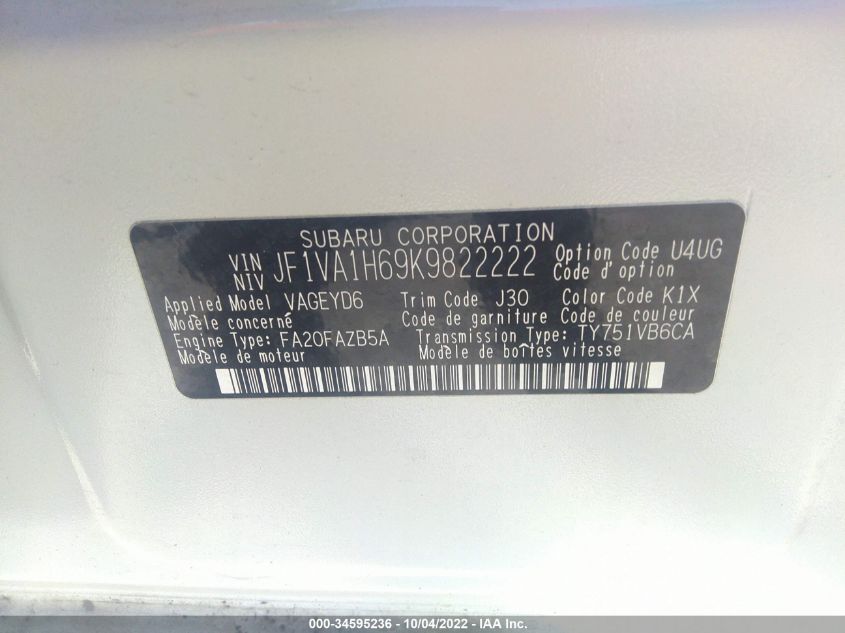 SUBARU CORPORATION
VIN NIV JF1VA1H69K9822222 Option Code U4UG
Code d'option
Applied Model VAGEYD6 Trim Code J30 Color Code K1X
Modèle concerné Code de garniture Code de couleur
Engine Type: FA20FAZB5A Transmission Type: TY751VB6CA
Modèle de moteur Modèle de boîtes vitesse
000-34595236 - 10/04/2022 - IAA Inc.